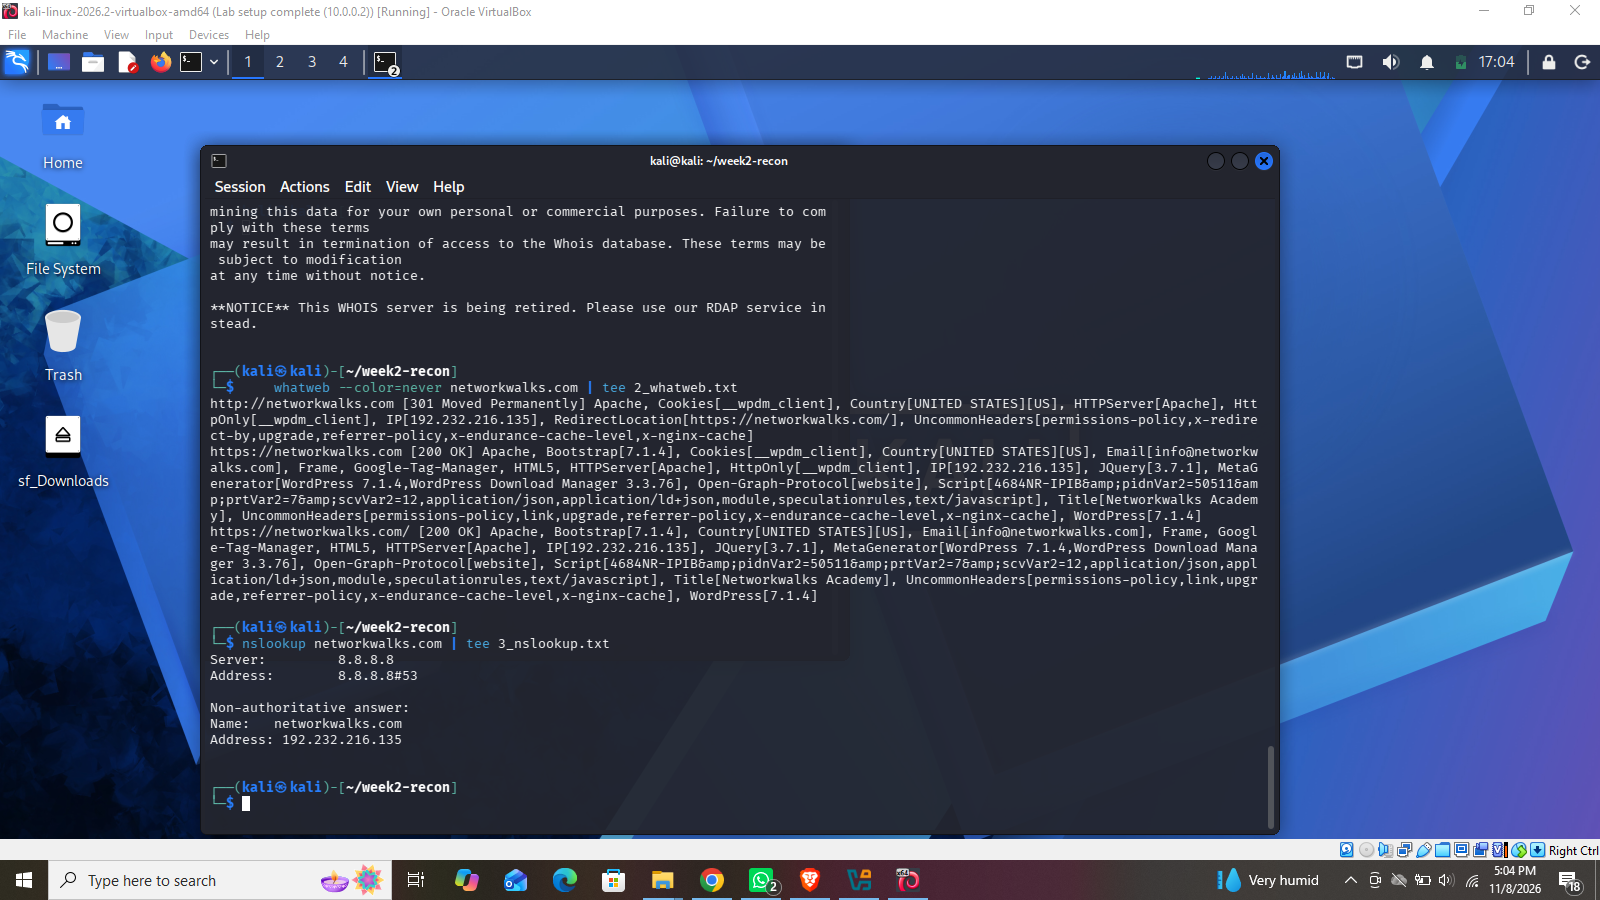 kali-linux-2026.2-virtualbox-amd64 (Lab setup complete (10.0.0.2)) [Running] - Oracle VirtualBox
File Machine View Input Devices Help
1 2 3 4 2 17:04
Home
File System
Trash
sf_Downloads
kali@kali: ~/week2-recon
Session Actions Edit View Help
mining this data for your own personal or commercial purposes. Failure to com
ply with these terms
may result in termination of access to the Whois database. These terms may be
 subject to modification
at any time without notice.
**NOTICE** This WHOIS server is being retired. Please use our RDAP service in
stead.
┌──(kali㉿kali)-[~/week2-recon]
└─$     whatweb --color=never networkwalks.com | tee 2_whatweb.txt
http://networkwalks.com [301 Moved Permanently] Apache, Cookies[__wpdm_client], Country[UNITED STATES][US], HTTPServer[Apache], Htt
pOnly[__wpdm_client], IP[192.232.216.135], RedirectLocation[https://networkwalks.com/], UncommonHeaders[permissions-policy,x-redire
ct-by,upgrade,referrer-policy,x-endurance-cache-level,x-nginx-cache]
https://networkwalks.com [200 OK] Apache, Bootstrap[7.1.4], Cookies[__wpdm_client], Country[UNITED STATES][US], Email[info@networkw
alks.com], Frame, Google-Tag-Manager, HTML5, HTTPServer[Apache], HttpOnly[__wpdm_client], IP[192.232.216.135], JQuery[3.7.1], MetaG
enerator[WordPress 7.1.4,WordPress Download Manager 3.3.76], Open-Graph-Protocol[website], Script[4684NR-IPIB&amp;pidnVar2=50511&am
p;prtVar2=7&amp;scvVar2=12,application/json,application/ld+json,module,speculationrules,text/javascript], Title[Networkwalks Academ
y], UncommonHeaders[permissions-policy,link,upgrade,referrer-policy,x-endurance-cache-level,x-nginx-cache], WordPress[7.1.4]
https://networkwalks.com/ [200 OK] Apache, Bootstrap[7.1.4], Country[UNITED STATES][US], Email[info@networkwalks.com], Frame, Googl
e-Tag-Manager, HTML5, HTTPServer[Apache], IP[192.232.216.135], JQuery[3.7.1], MetaGenerator[WordPress 7.1.4,WordPress Download Mana
ger 3.3.76], Open-Graph-Protocol[website], Script[4684NR-IPIB&amp;pidnVar2=50511&amp;prtVar2=7&amp;scvVar2=12,application/json,appl
ication/ld+json,module,speculationrules,text/javascript], Title[Networkwalks Academy], UncommonHeaders[permissions-policy,link,upgr
ade,referrer-policy,x-endurance-cache-level,x-nginx-cache], WordPress[7.1.4]
┌──(kali㉿kali)-[~/week2-recon]
└─$ nslookup networkwalks.com | tee 3_nslookup.txt
Server:         8.8.8.8
Address:        8.8.8.8#53
Non-authoritative answer:
Name:   networkwalks.com
Address: 192.232.216.135
┌──(kali㉿kali)-[~/week2-recon]
└─$
Right Ctrl
Type here to search
2
Very humid
5:04 PM
11/8/2026
18